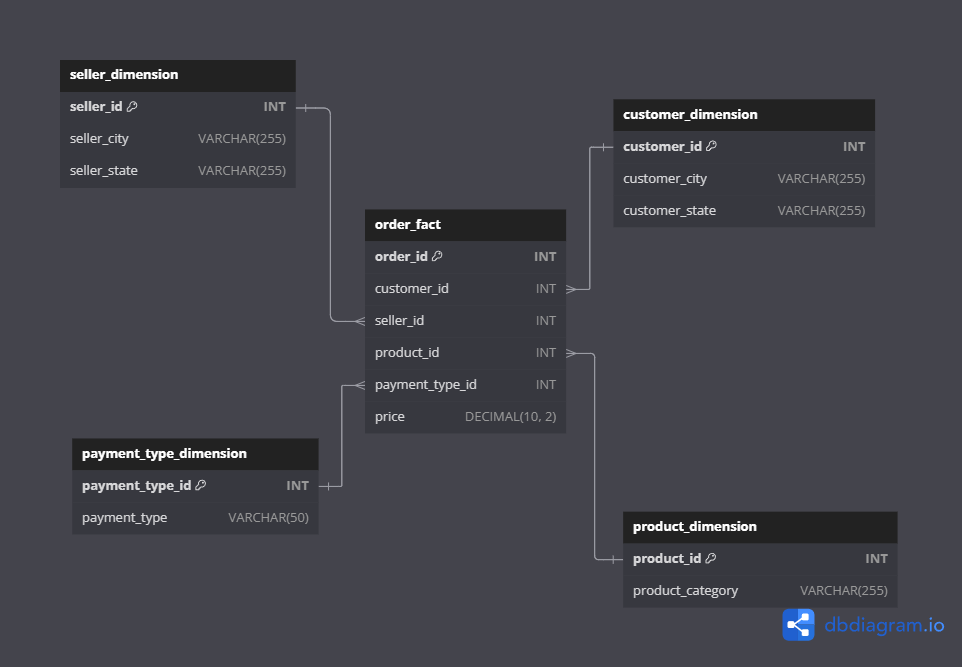 seller_dimension
seller_id INT
seller_city VARCHAR(255)
seller_state VARCHAR(255)
customer_dimension
customer_id INT
customer_city VARCHAR(255)
customer_state VARCHAR(255)
order_fact
order_id INT
customer_id INT
seller_id INT
product_id INT
payment_type_id INT
price DECIMAL(10, 2)
payment_type_dimension
payment_type_id INT
payment_type VARCHAR(50)
product_dimension
product_id INT
product_category VARCHAR(255)
dbdiagram.io